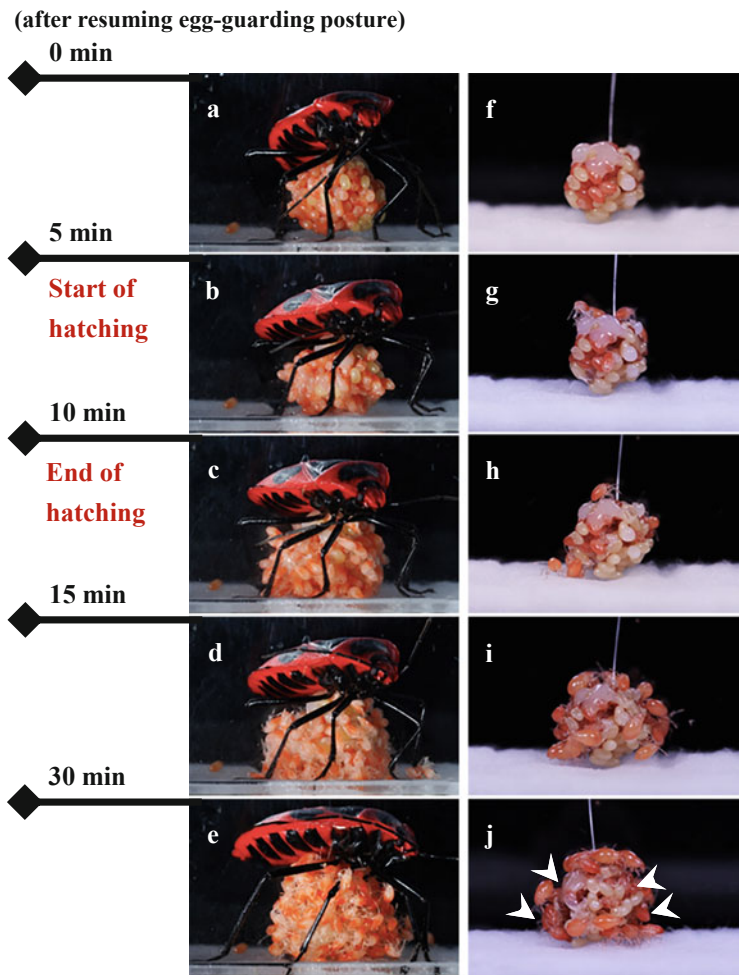 (after resuming egg-guarding posture)
0 min
a
f
5 min
Start of
hatching
b
g
10 min
End of
hatching
c
h
15 min
d
i
30 min
e
j